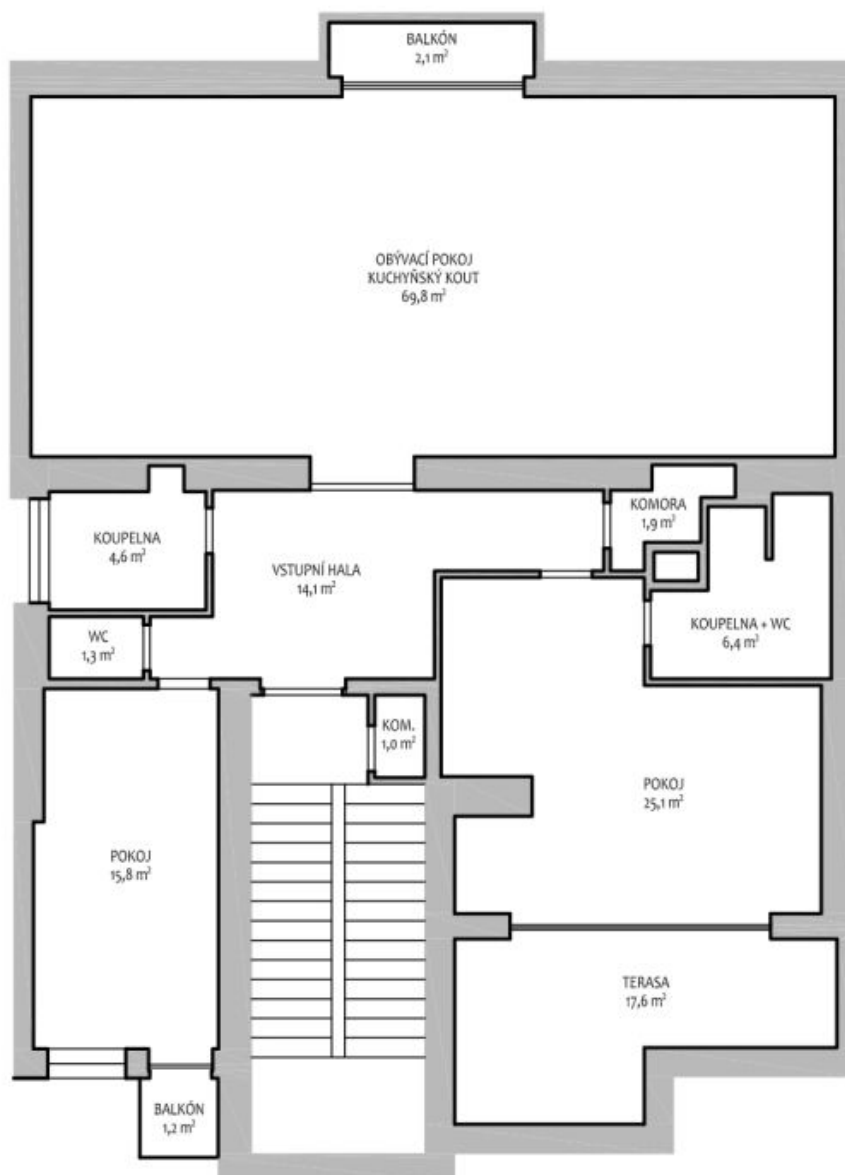 BALKÓN
2,1 m²
OBÝVACÍ POKOJ
KUCHYŇSKÝ KOUT
69,8 m²
KOMORA
1,9 m²
KOUPELNA
4,6 m²
VSTUPNÍ HALA
14,1 m²
KOUPELNA + WC
6,4 m²
WC
1,3 m²
KOM.
1,0 m²
POKOJ
25,1 m²
POKOJ
15,8 m²
TERASA
17,6 m²
BALKÓN
1,2 m²